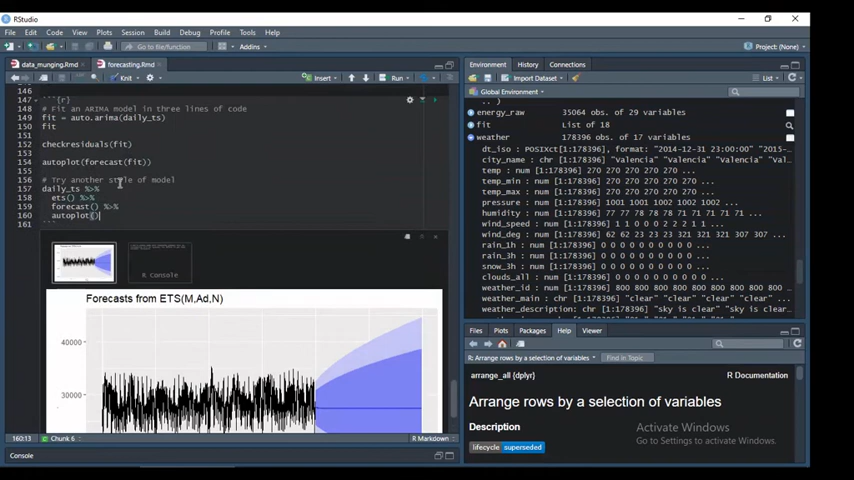 RStudio
File Edit View Plots Session Build Debug Profile Tools Help
Go to file/function
Addins
Project: (None)
data_munging.Rmd
forecasting.Rmd
Knit
Insert
Run
146
147 ```{r}
148 # Fit an ARIMA model in three lines of code
149 fit = auto.arima(daily_ts)
150 fit
151
152 checkresiduals(fit)
153
154 autoplot(forecast(fit))
155
156 # Try another style of model
157 daily_ts %>%
158 ets() %>%
159 forecast() %>%
160 autoplot()
161 ```
R Console
Forecasts from ETS(M,Ad,N)
40000
30000
160:13
Chunk 6
R Markdown
Console
Environment History Connections
Import Dataset
List
Global Environment
.. )
energy_raw 35064 obs. of 29 variables
fit List of 18
weather 178396 obs. of 17 variables
dt_iso : POSIXct, format: "2014-12-31 23:00:00" ...
city_name : chr [1:178396] "Valencia" "Valencia" ...
temp : num [1:178396] 270 270 270 270 270 ...
temp_min : num [1:178396] 270 270 270 270 270 ...
temp_max : num [1:178396] 270 270 270 270 270 ...
pressure : num [1:178396] 1001 1001 1002 1002 1002 ...
humidity : num [1:178396] 77 77 78 78 78 71 71 71 71 71 ...
wind_speed : num [1:178396] 1 1 0 0 0 2 2 2 1 1 ...
wind_deg : num [1:178396] 62 62 23 23 23 321 321 321 307 307 ...
rain_1h : num [1:178396] 0 0 0 0 0 0 0 0 0 0 ...
rain_3h : num [1:178396] 0 0 0 0 0 0 0 0 0 0 ...
snow_3h : num [1:178396] 0 0 0 0 0 0 0 0 0 0 ...
clouds_all : num [1:178396] 0 0 0 0 0 0 0 0 0 0 ...
weather_id : num [1:178396] 800 800 800 800 800 800 ...
weather_main : chr [1:178396] "clear" "clear" "clear" ...
weather_description: chr [1:178396] "sky is clear" "sky is clear"
Files Plots Packages Help Viewer
R: Arrange rows by a selection of variables
Find in Topic
arrange_all {dplyr}
R Documentation
Arrange rows by a selection of variables
Description
lifecycle superseded
Activate Windows
Go to Settings to activate Windows.